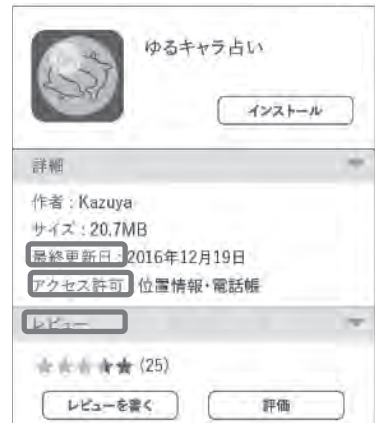 ゆるキャラ占い
インストール
詳細
作者：Kazuya
サイズ：20.7MB
最終更新日：2016年12月19日
アクセス許可：位置情報・電話帳
レビュー
★★★★★ (25)
レビューを書く
評価